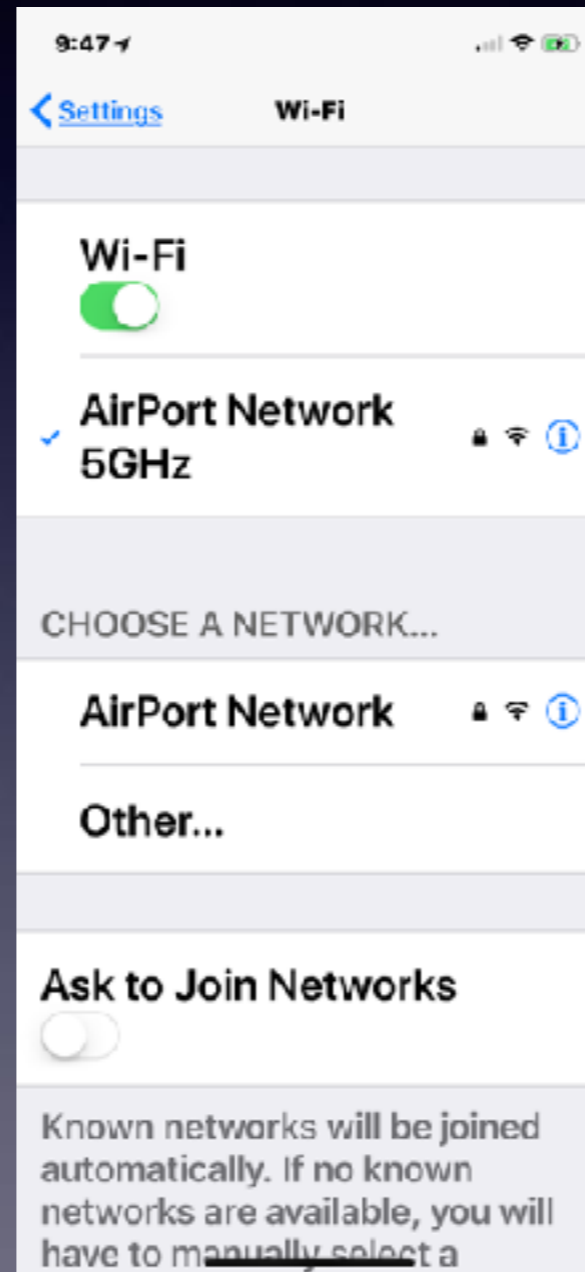 9:47
Settings
Wi-Fi
Wi-Fi
AirPort Network
5GHz
CHOOSE A NETWORK...
AirPort Network
Other...
Ask to Join Networks
Known networks will be joined
automatically. If no known
networks are available, you will
have to manually select a